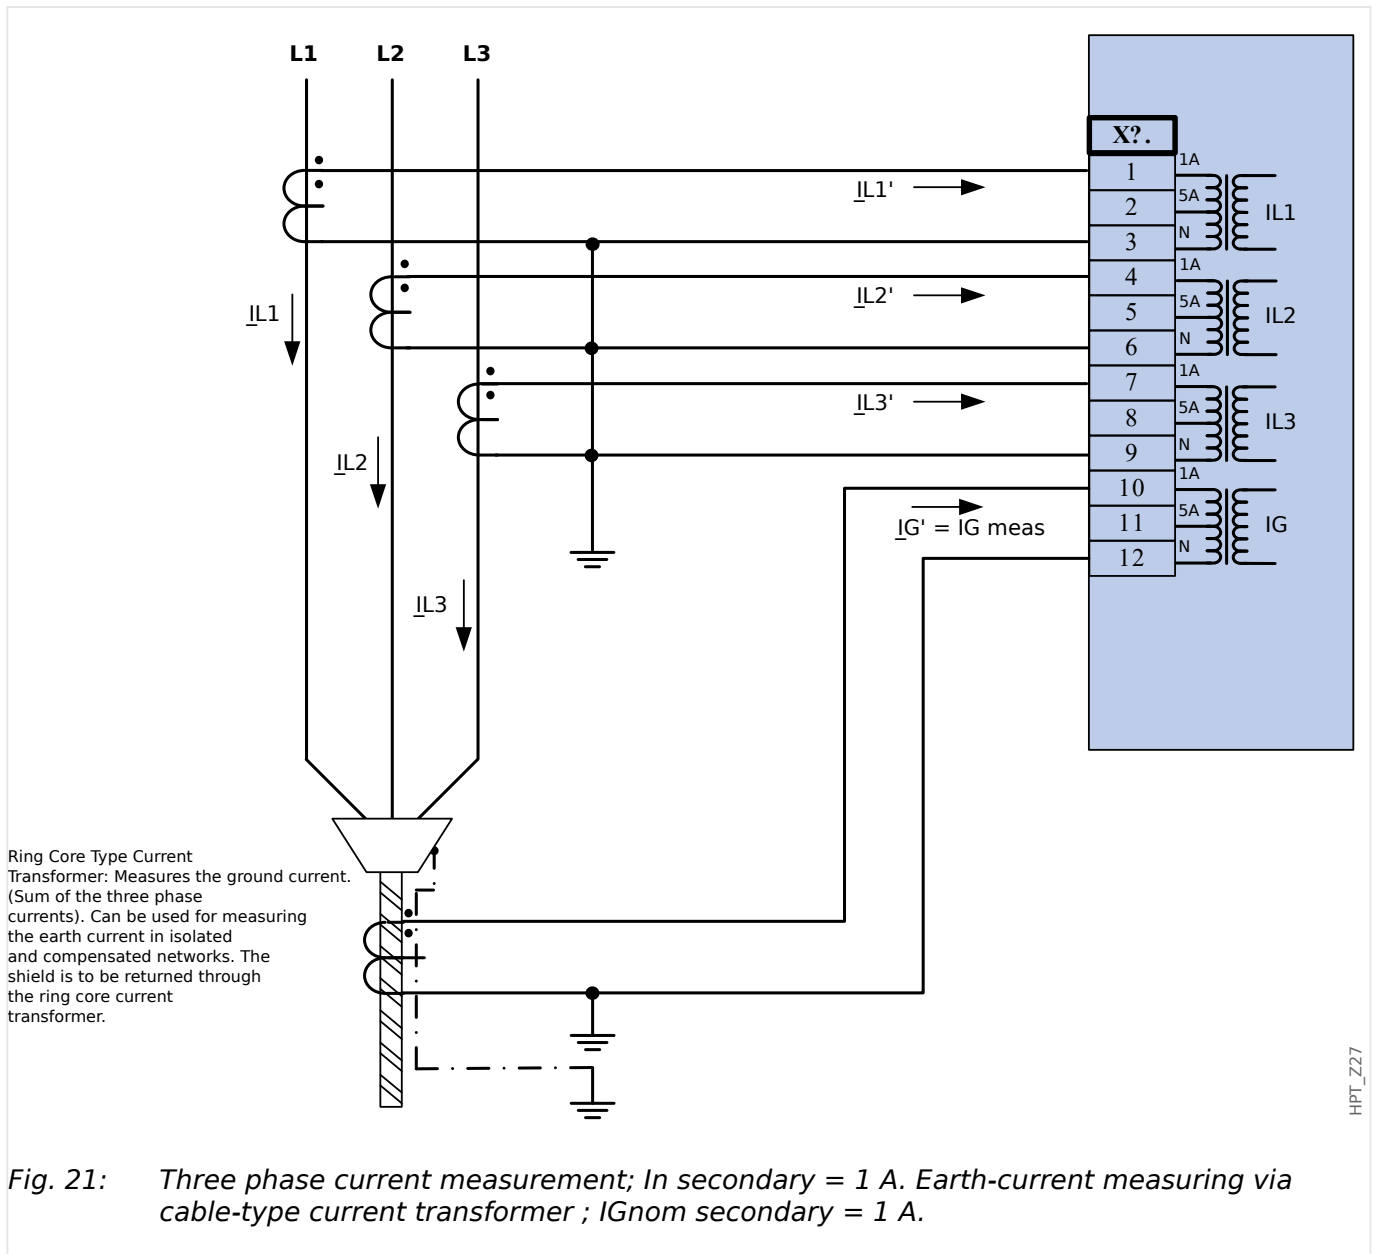 L1 L2 L3
X?.
1
2
3
4
5
6
7
8
9
10
11
12
1A
5A
N
IL1
1A
5A
N
IL2
1A
5A
N
IL3
1A
5A
N
IG
IL1'
IL2'
IL3'
IG' = IG meas
IL1
IL2
IL3
Ring Core Type Current
Transformer: Measures the ground current.
(Sum of the three phase
currents). Can be used for measuring
the earth current in isolated
and compensated networks. The
shield is to be returned through
the ring core current
transformer.
HPT_Z27
Fig. 21: Three phase current measurement; In secondary = 1 A. Earth-current measuring via
cable-type current transformer ; IGnom secondary = 1 A.